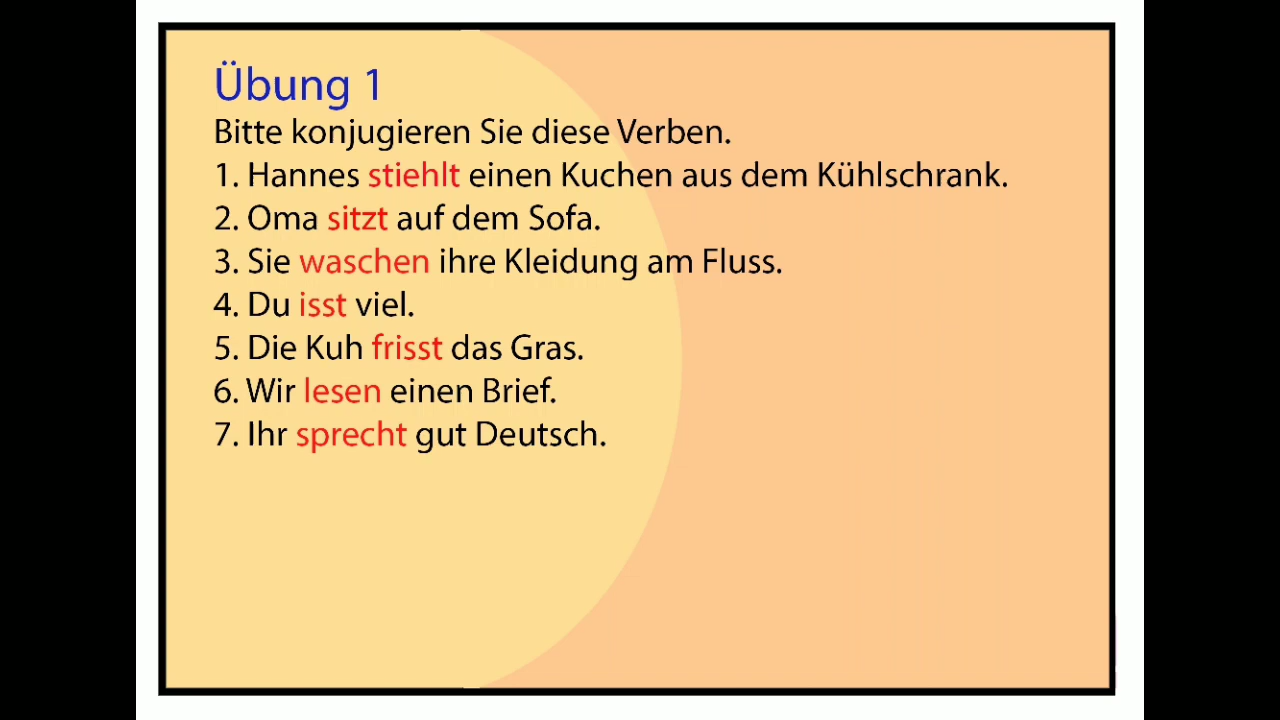 Übung 1
Bitte konjugieren Sie diese Verben.
1. Hannes stiehlt einen Kuchen aus dem Kühlschrank.
2. Oma sitzt auf dem Sofa.
3. Sie waschen ihre Kleidung am Fluss.
4. Du isst viel.
5. Die Kuh frisst das Gras.
6. Wir lesen einen Brief.
7. Ihr sprecht gut Deutsch.